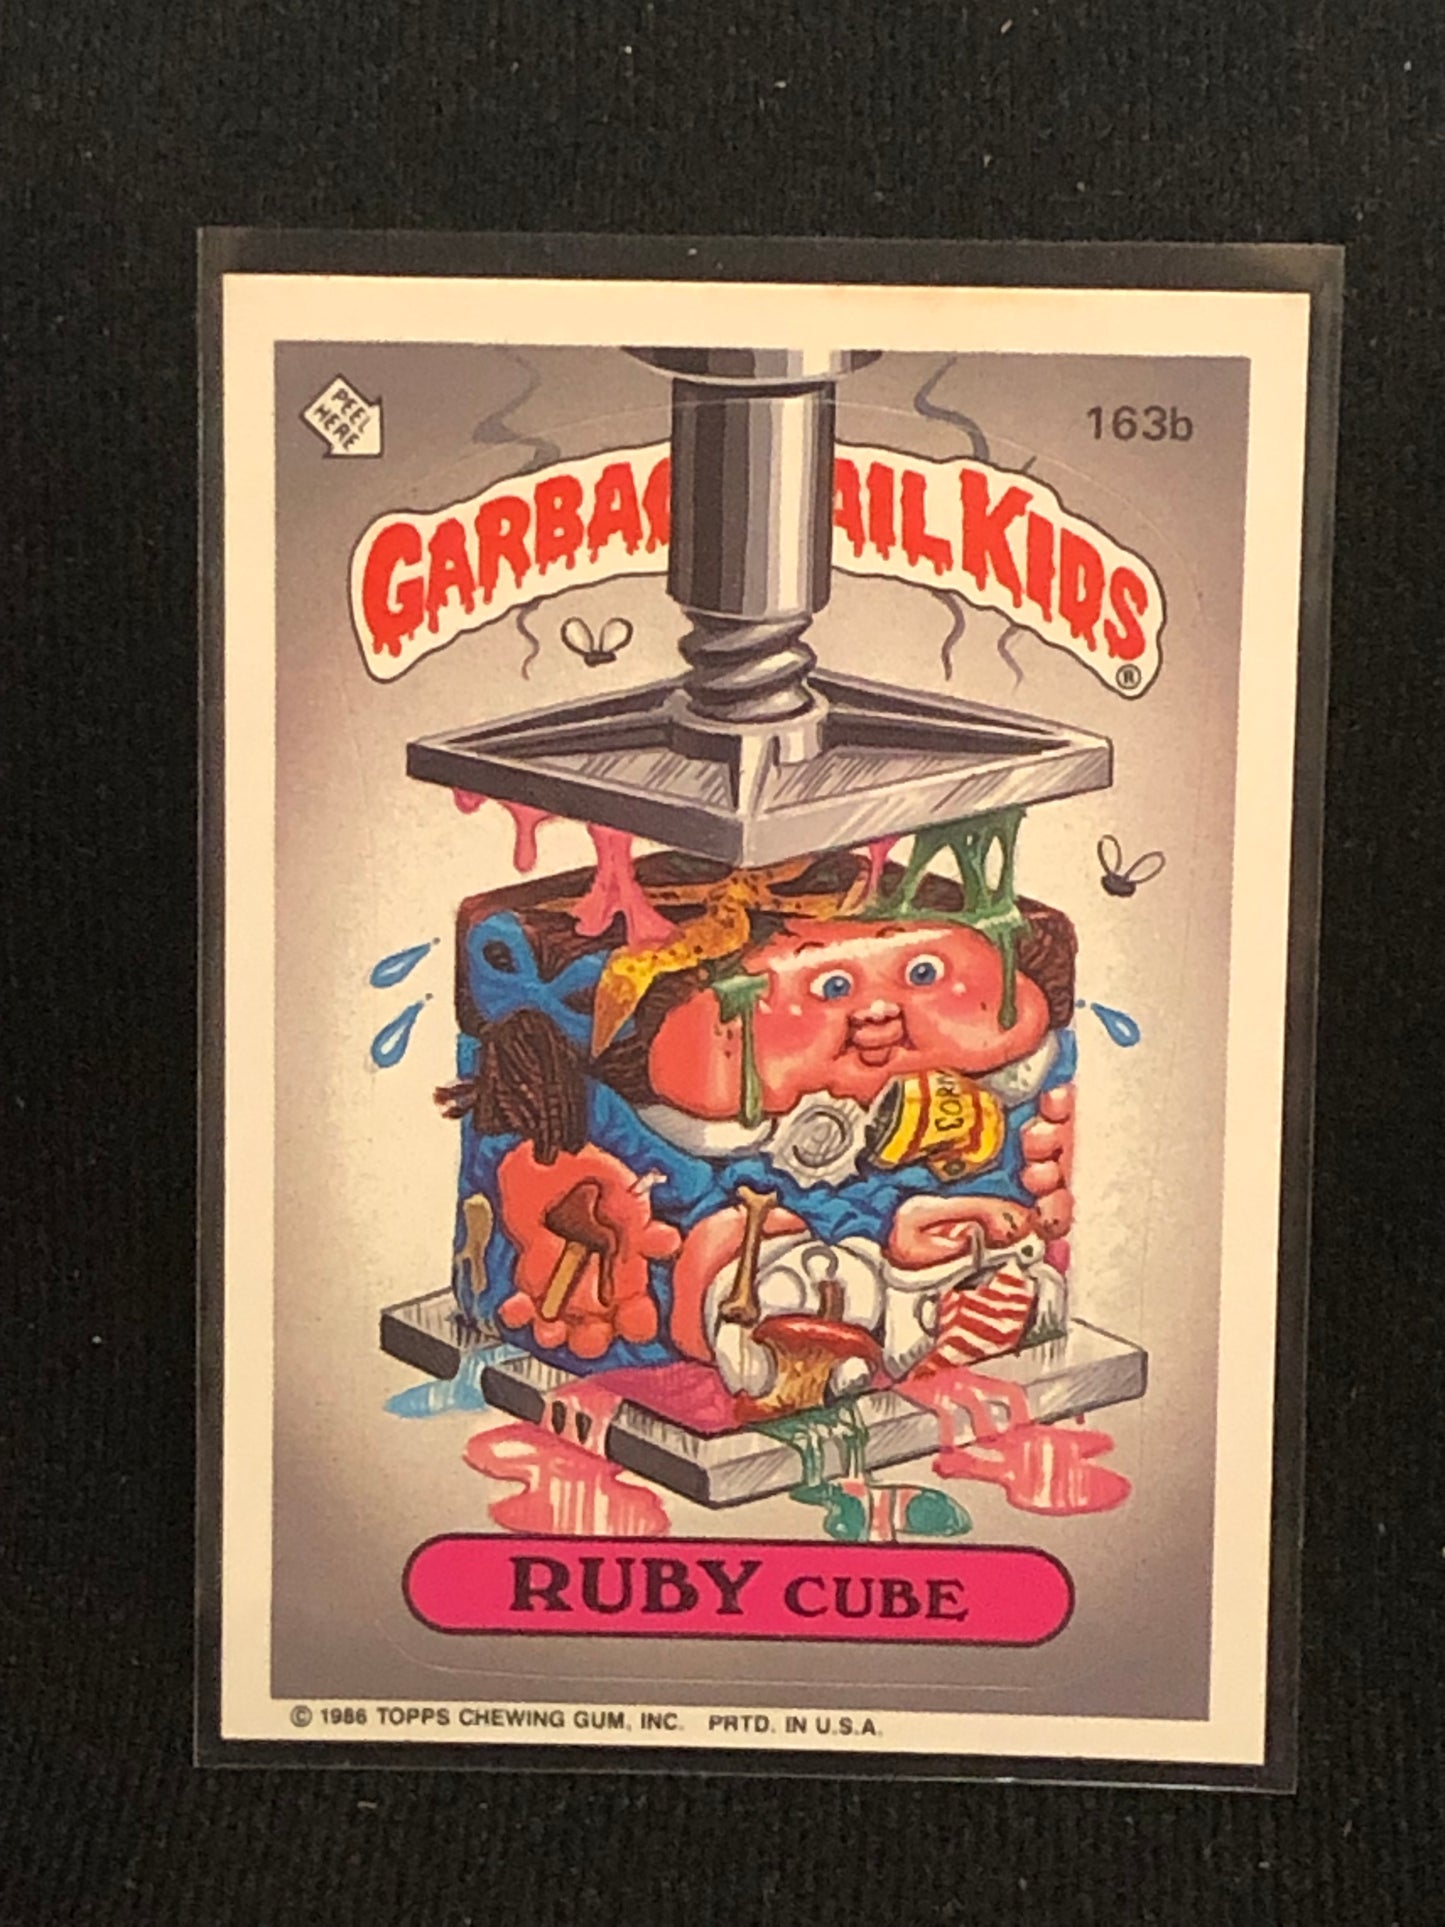 PEEL
HERE
163b
GARBAG AIL KIDS
®
CORN
RUBY CUBE
© 1986 TOPPS CHEWING GUM, INC. PRTD. IN U.S.A.